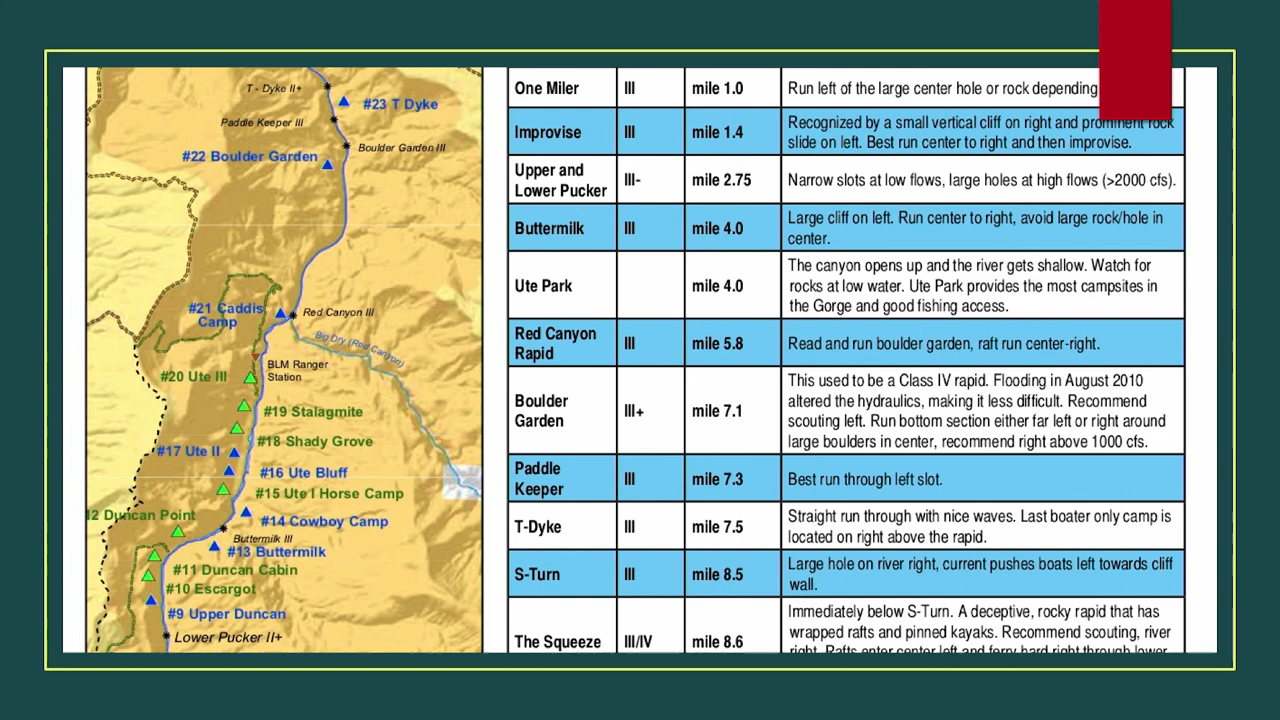 T - Dyke II+
#23 T Dyke
Paddle Keeper III
Boulder Garden III
#22 Boulder Garden
#21 Caddis
Camp
Red Canyon III
Big Dry (Red Canyon)
BLM Ranger
Station
#20 Ute III
#19 Stalagmite
#18 Shady Grove
#17 Ute II
#16 Ute Bluff
#15 Ute I Horse Camp
12 Duncan Point
#14 Cowboy Camp
Buttermilk III
#13 Buttermilk
#11 Duncan Cabin
#10 Escargot
#9 Upper Duncan
Lower Pucker II+
One Miler III mile 1.0 Run left of the large center hole or rock depending
Improvise III mile 1.4 Recognized by a small vertical cliff on right and prominent rock
slide on left. Best run center to right and then improvise.
Upper and
Lower Pucker III- mile 2.75 Narrow slots at low flows, large holes at high flows (>2000 cfs).
Buttermilk III mile 4.0 Large cliff on left. Run center to right, avoid large rock/hole in
center.
Ute Park mile 4.0 The canyon opens up and the river gets shallow. Watch for
rocks at low water. Ute Park provides the most campsites in
the Gorge and good fishing access.
Red Canyon
Rapid III mile 5.8 Read and run boulder garden, raft run center-right.
Boulder
Garden III+ mile 7.1 This used to be a Class IV rapid. Flooding in August 2010
altered the hydraulics, making it less difficult. Recommend
scouting left. Run bottom section either far left or right around
large boulders in center, recommend right above 1000 cfs.
Paddle
Keeper III mile 7.3 Best run through left slot.
T-Dyke III mile 7.5 Straight run through with nice waves. Last boater only camp is
located on right above the rapid.
S-Turn III mile 8.5 Large hole on river right, current pushes boats left towards cliff
wall.
The Squeeze III/IV mile 8.6 Immediately below S-Turn. A deceptive, rocky rapid that has
wrapped rafts and pinned kayaks. Recommend scouting, river
right. Rafts enter center left and ferry hard right through lower